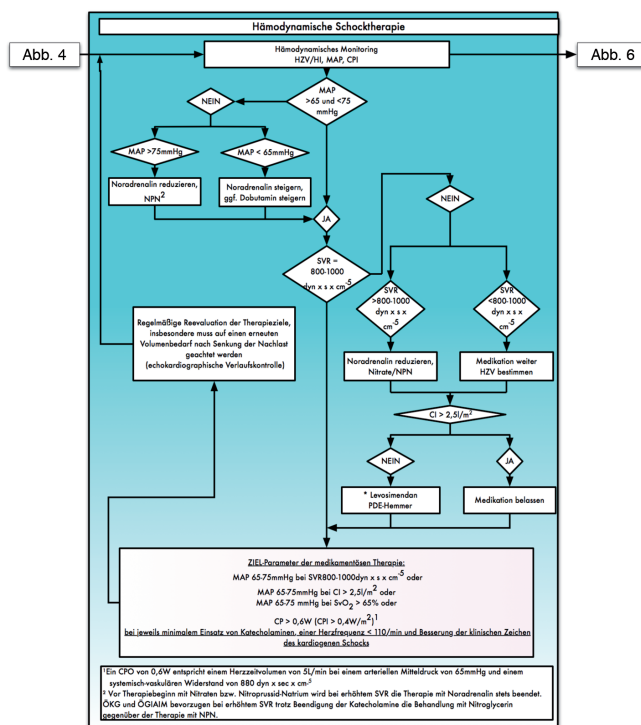 Hämodynamische Schocktherapie
Abb. 4
Hämodynamisches Monitoring
HZV/HI, MAP, CPI
Abb. 6
MAP
>65 und <75
mmHg
NEIN
MAP >75mmHg
MAP < 65mmHg
Noradrenalin reduzieren,
NPN2
Noradrenalin steigern,
ggf. Dobutamin steigern
JA
NEIN
SVR =
800-1000
dyn x s x cm-5
SVR
>800-1000
dyn x s x
cm-5
SVR
<800-1000
dyn x s x
cm-5
Regelmäßige Reevaluation der Therapieziele,
insbesondere muss auf einen erneuten
Volumenbedarf nach Senkung der Nachlast
geachtet werden
(echokardiographische Verlaufskontrolle)
Noradrenalin reduzieren,
Nitrate/NPN
Medikation weiter
HZV bestimmen
CI > 2,5l/m2
NEIN
JA
* Levosimendan
PDE-Hemmer
Medikation belassen
ZIEL-Parameter der medikamentösen Therapie:
MAP 65-75mmHg bei SVR800-1000dyn x s x cm-5 oder
MAP 65-75mmHg bei CI > 2,5l/m2 oder
MAP 65-75 mmHg bei SvO2 > 65% oder
CP > 0,6W (CPI > 0,4W/m2)1
bei jeweils minimalem Einsatz von Katecholaminen, einer Herzfrequenz < 110/min und Besserung der klinischen Zeichen
des kardiogenen Schocks
1Ein CPO von 0,6W entspricht einem Herzzeitvolumen von 5L/min bei einem arteriellen Mitteldruck von 65mmHg und einem
systemisch-vaskulären Widerstand von 880 dyn x sec x cm-5
3 Vor Therapiebeginn mit Nitraten bzw. Nitroprussid-Natrium wird bei erhöhtem SVR die Therapie mit Noradrenalin stets beendet.
ÖKG und ÖGIAIM bevorzugen bei erhöhtem SVR trotz Beendigung der Katecholamine die Behandlung mit Nitroglycerin
gegenüber der Therapie mit NPN.